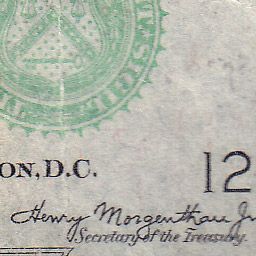 ON, D.C.
12
Henry Morgenthau Jr
Secretary of the Treasury.